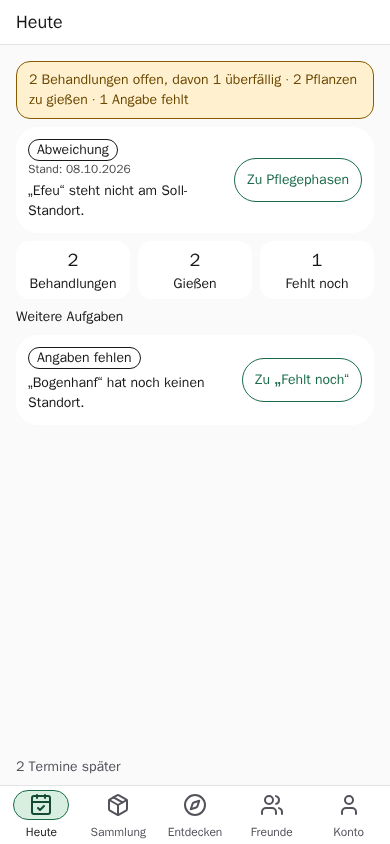 Heute
2 Behandlungen offen, davon 1 überfällig · 2 Pflanzen
zu gießen · 1 Angabe fehlt
Abweichung
Stand: 08.10.2026
„Efeu“ steht nicht am Soll-
Standort.
Zu Pflegephasen
2
Behandlungen
2
Gießen
1
Fehlt noch
Weitere Aufgaben
Angaben fehlen
„Bogenhanf“ hat noch keinen
Standort.
Zu „Fehlt noch“
2 Termine später
Heute
Sammlung
Entdecken
Freunde
Konto